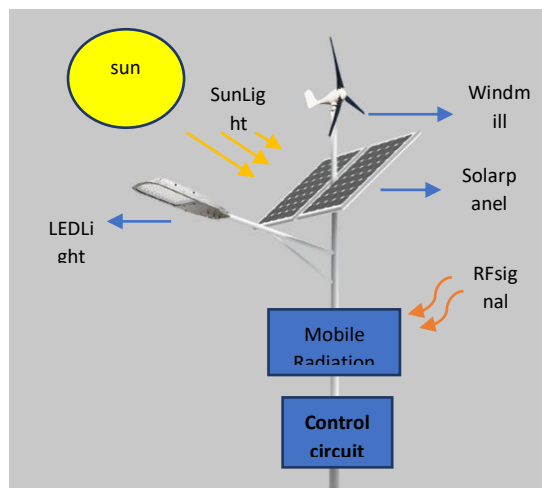 sun
SunLig
ht
Windm
ill
Solarp
anel
LEDLi
ght
RFsig
nal
Mobile
Radiation
Control
circuit